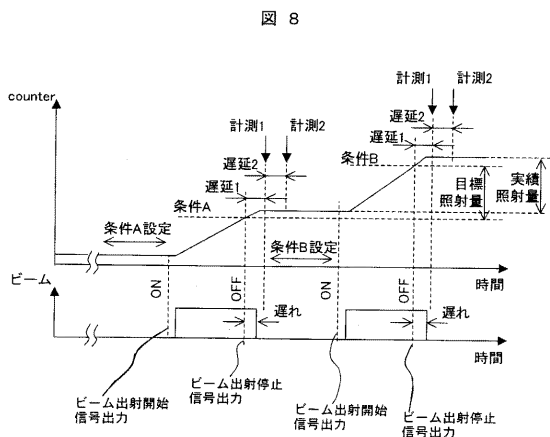 図 8
counter
計測1
計測2
遅延2
遅延1
条件B
計測1
計測2
遅延2
遅延1
条件A
目標
照射量
実績
照射量
条件A設定
条件B設定
ON
OFF
ON
OFF
時間
ビーム
遅れ
遅れ
時間
ビーム出射開始
信号出力
ビーム出射停止
信号出力
ビーム出射開始
信号出力
ビーム出射停止
信号出力